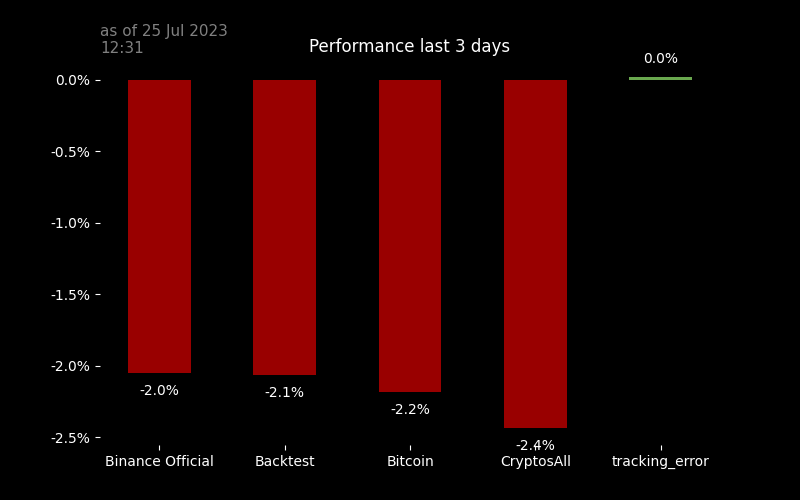 as of 25 Jul 2023
12:31
Performance last 3 days
0.0%
0.0%
-0.5%
-1.0%
-1.5%
-2.0%
-2.5%
-2.0%
-2.1%
-2.2%
-2.4%
Binance Official
Backtest
Bitcoin
CryptosAll
tracking_error